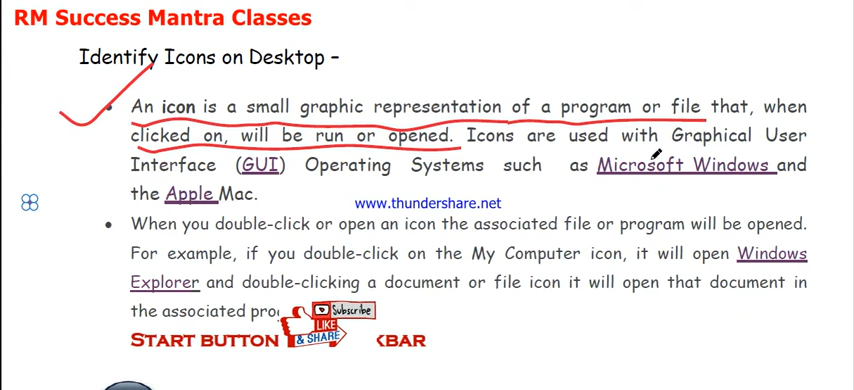 RM Success Mantra Classes
Identify Icons on Desktop –
• An icon is a small graphic representation of a program or file that, when
clicked on, will be run or opened. Icons are used with Graphical User
Interface (GUI) Operating Systems such as Microsoft Windows and
the Apple Mac.
www.thundershare.net
• When you double-click or open an icon the associated file or program will be opened.
For example, if you double-click on the My Computer icon, it will open Windows
Explorer and double-clicking a document or file icon it will open that document in
the associated
Subscribe
LIKE
& SHARE
START BUTTON